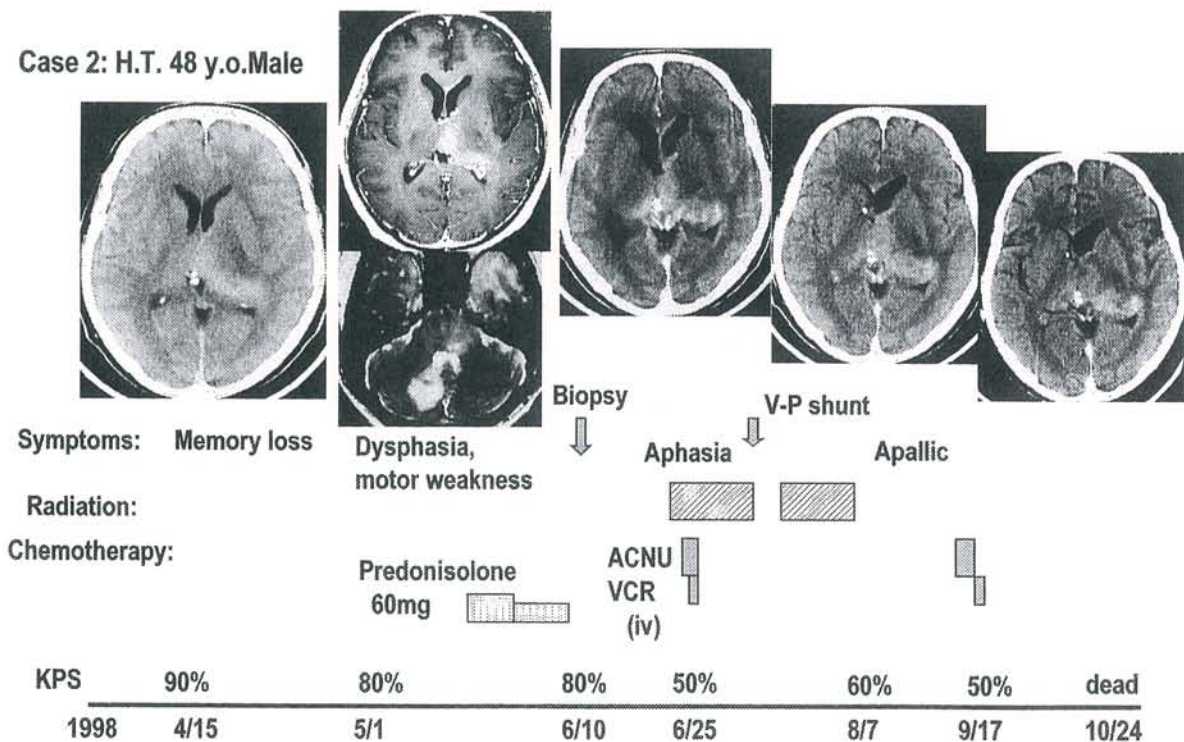 Case 2: H.T. 48 y.o.Male
Biopsy
V-P shunt
Symptoms: Memory loss Dysphasia, motor weakness Aphasia Apallic
Radiation:
Chemotherapy:
Predonisolone
60mg
ACNU
VCR
(iv)
KPS 90% 80% 80% 50% 60% 50% dead
1998 4/15 5/1 6/10 6/25 8/7 9/17 10/24